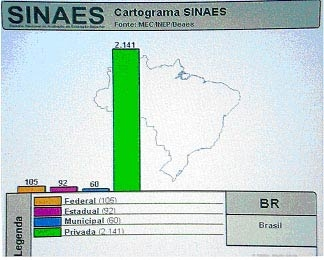 SINAES
Cartograma SINAES
Fonte: MEC/INEP/Deaes
2.141
105
92
60
Legenda
Federal (105)
Estadual (92)
Municipal (60)
Privada (2.141)
BR
Brasil